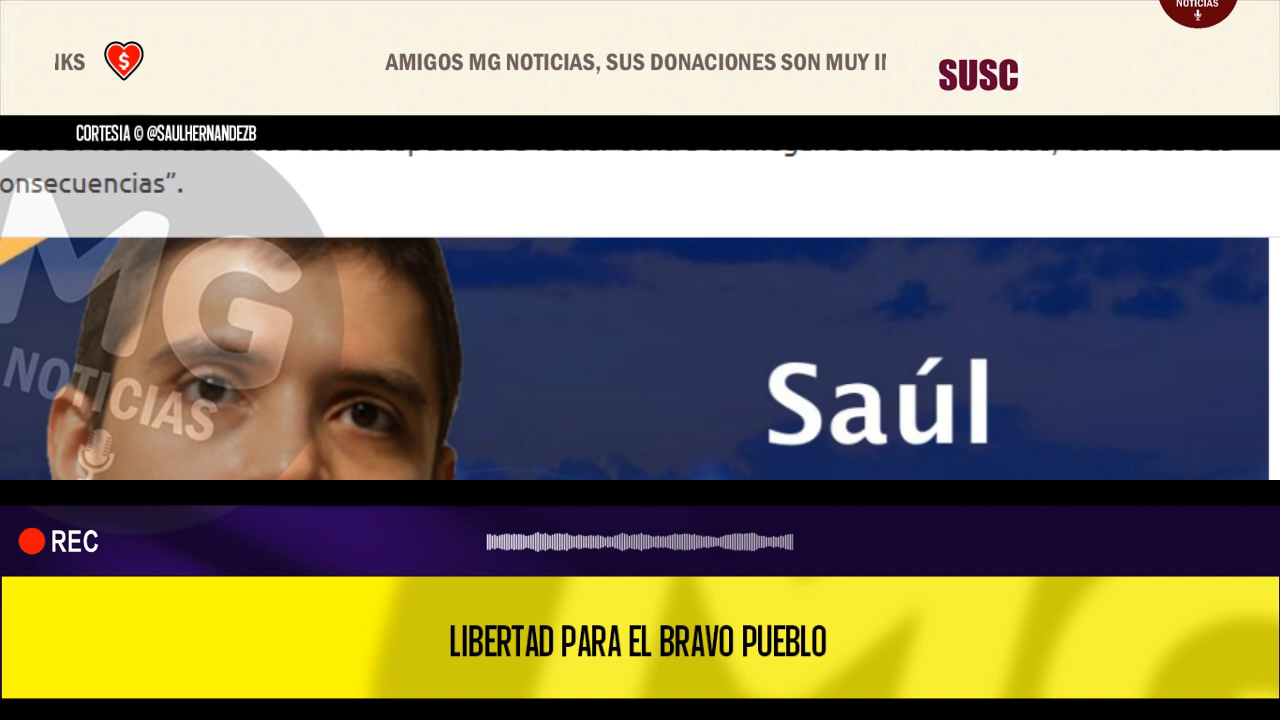 NOTICIAS
IKS
$
AMIGOS MG NOTICIAS, SUS DONACIONES SON MUY
SUSC
CORTESIA © @SAULHERNANDEZB
onsecuencias”.
MG
NOTICIAS
Saúl
REC
LIBERTAD PARA EL BRAVO PUEBLO